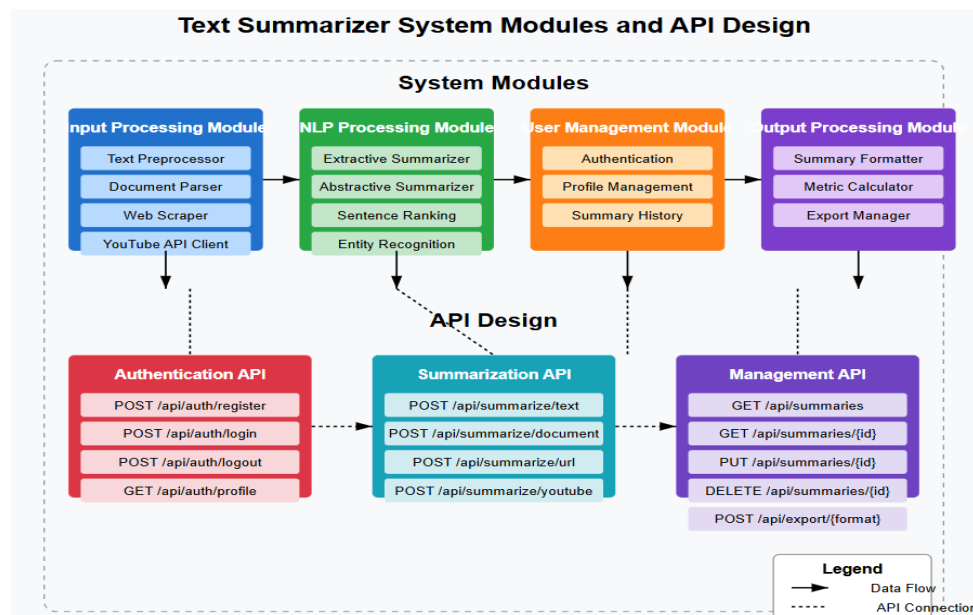 Text Summarizer System Modules and API Design
System Modules
Input Processing Module
Text Preprocessor
Document Parser
Web Scraper
YouTube API Client
NLP Processing Module
Extractive Summarizer
Abstractive Summarizer
Sentence Ranking
Entity Recognition
User Management Module
Authentication
Profile Management
Summary History
Output Processing Module
Summary Formatter
Metric Calculator
Export Manager
API Design
Authentication API
POST /api/auth/register
POST /api/auth/login
POST /api/auth/logout
GET /api/auth/profile
Summarization API
POST /api/summarize/text
POST /api/summarize/document
POST /api/summarize/url
POST /api/summarize/youtube
Management API
GET /api/summaries
GET /api/summaries/{id}
PUT /api/summaries/{id}
DELETE /api/summaries/{id}
POST /api/export/{format}
Legend
Data Flow
API Connection